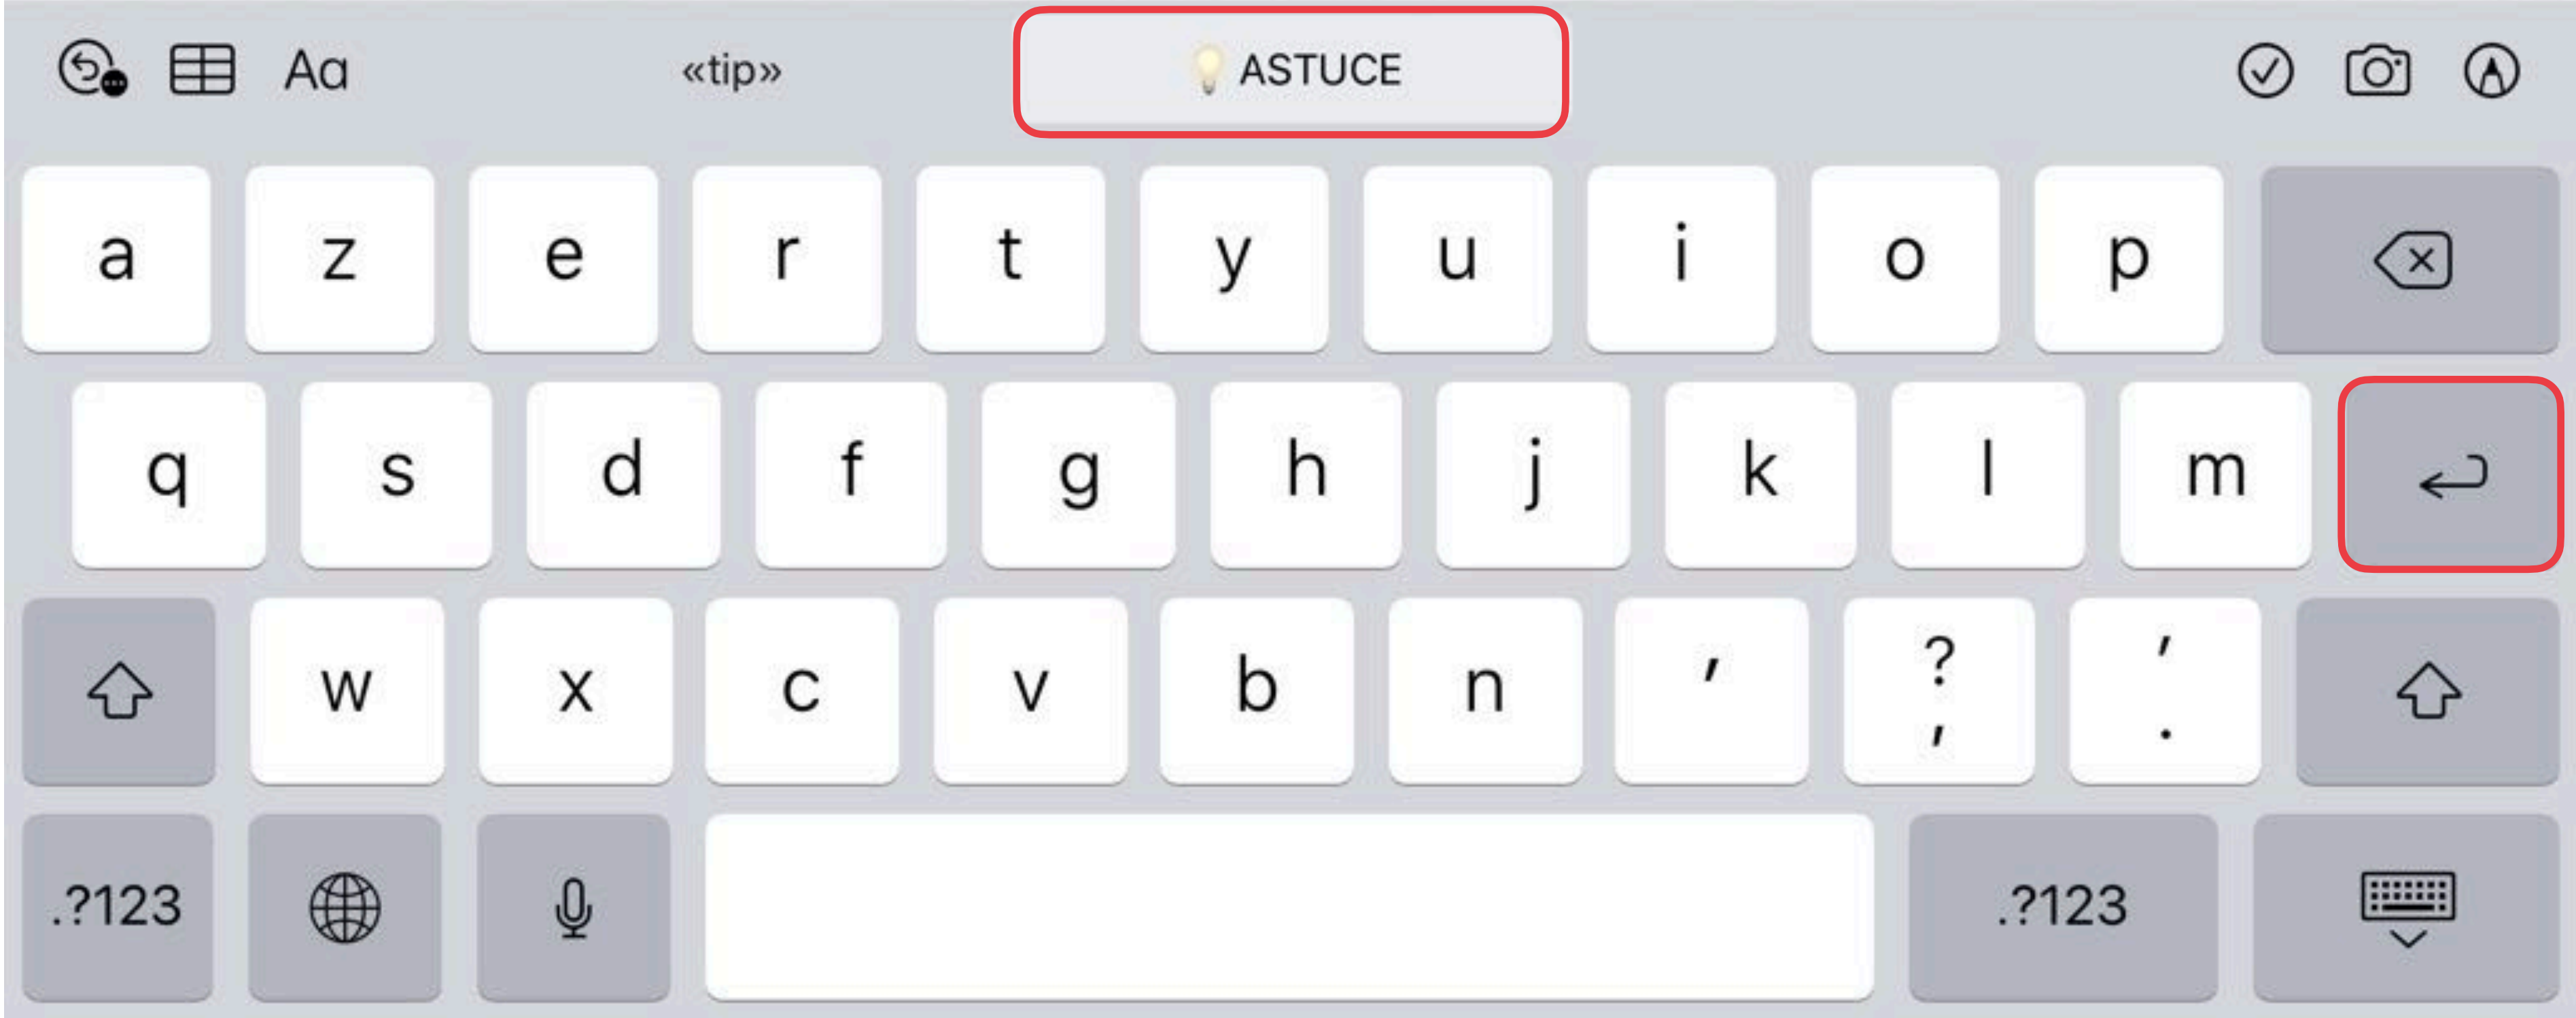 Aa «tip» 💡 ASTUCE
a z e r t y u i o p
q s d f g h j k l m
w x c v b n ' ? , ' .
.?123 .?123